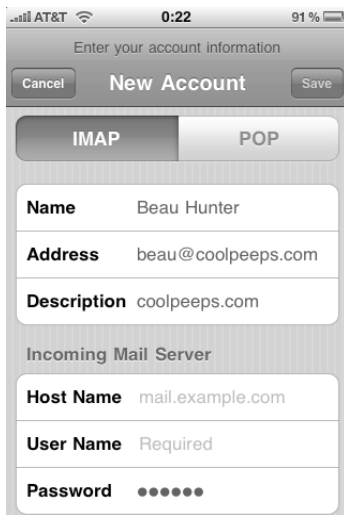 AT&T 0:22 91 %
Enter your account information
Cancel New Account Save
IMAP POP
Name Beau Hunter
Address beau@coolpeeps.com
Description coolpeeps.com
Incoming Mail Server
Host Name mail.example.com
User Name Required
Password ●●●●●●